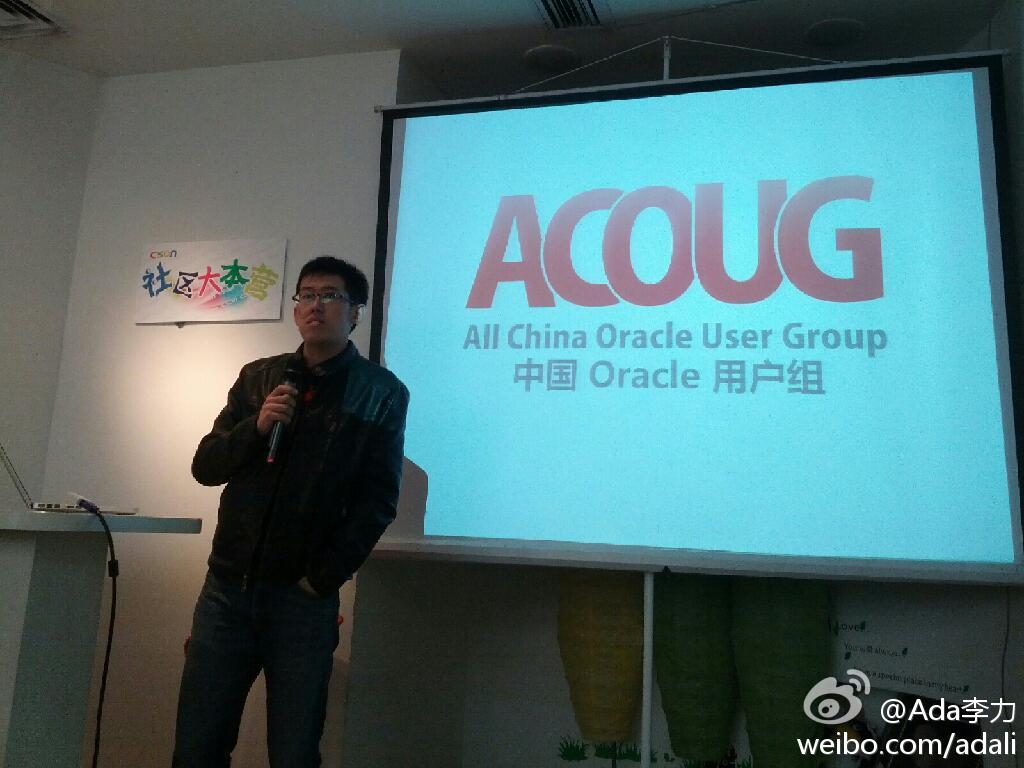 CSDN
社区大本营
ACOUG
All China Oracle User Group
中国 Oracle 用户组
Love
@Ada李力
weibo.com/adali